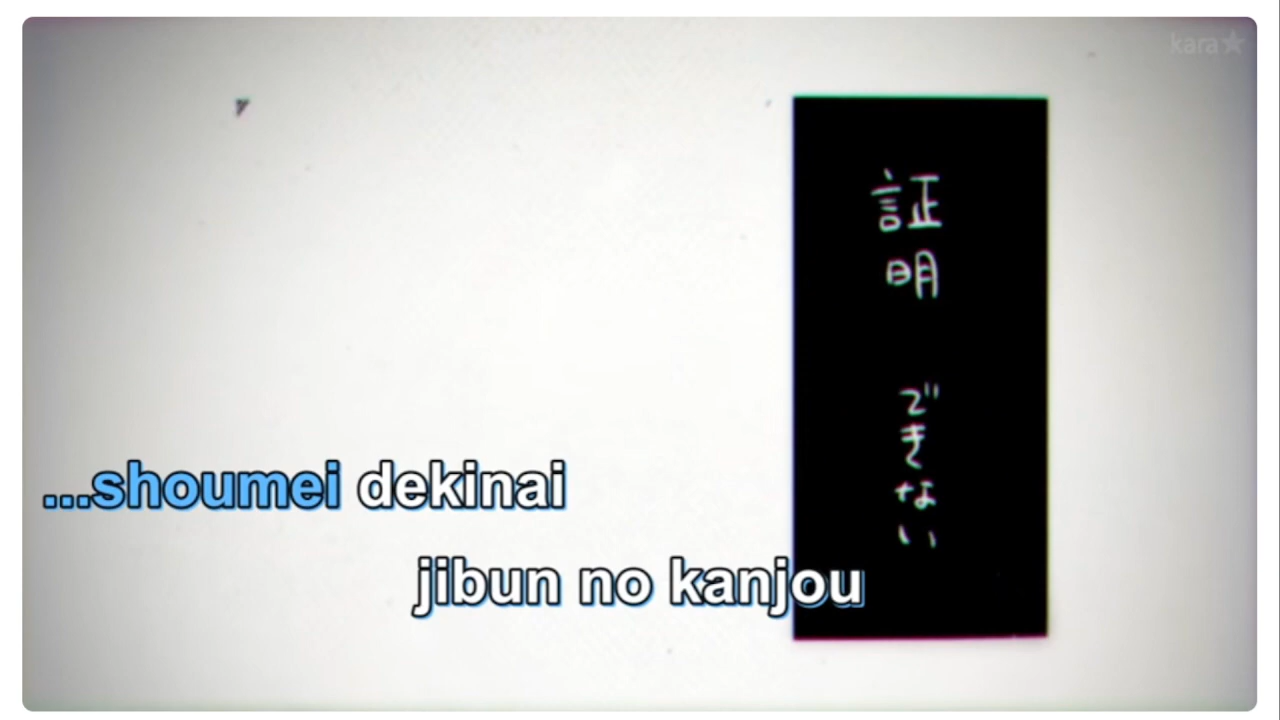 kara★
証明
できない
...shoumei dekinai
jibun no kanjou